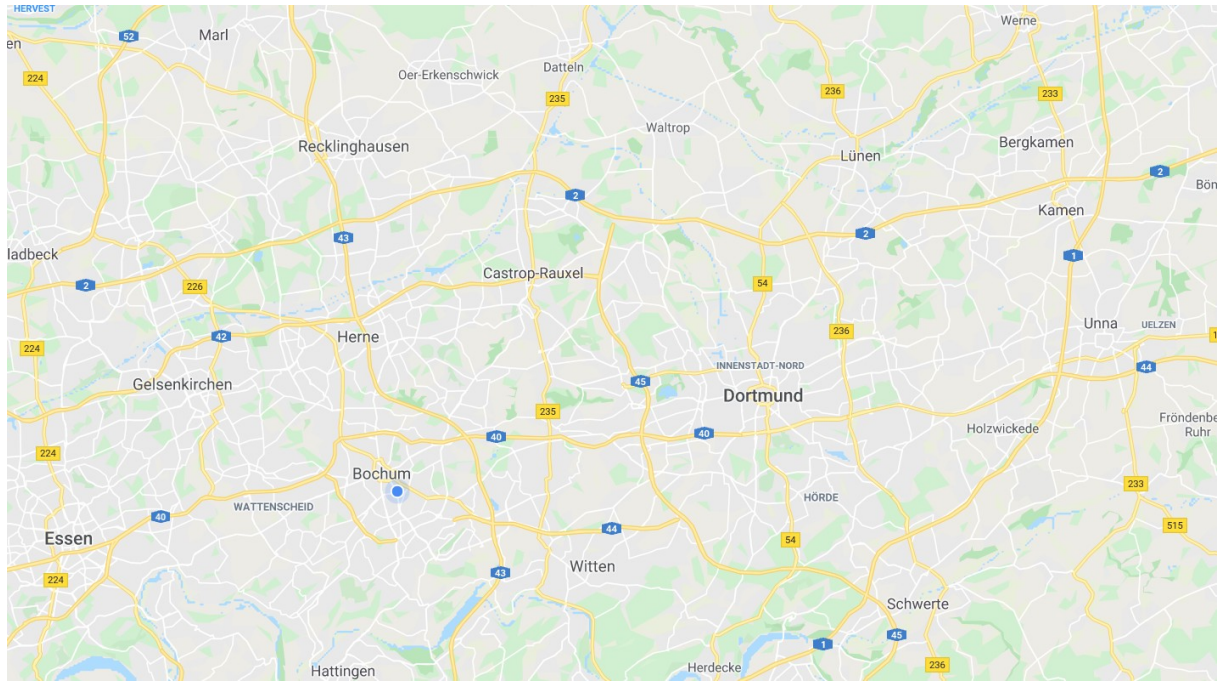 HERVEST
52
Marl
Werne
en
224
Oer-Erkenschwick
Datteln
235
236
233
Waltrop
Recklinghausen
Lünen
Bergkamen
2
2
Bön
Kamen
43
2
1
ladbeck
Castrop-Rauxel
2
226
54
42
Herne
236
Unna
UELZEN
1
224
INNENSTADT-NORD
44
Gelsenkirchen
45
Dortmund
235
40
40
Holzwickede
Fröndenbe
Ruhr
224
Bochum
233
WATTENSCHEID
HÖRDE
40
44
515
Essen
54
Witten
224
43
Schwerte
45
1
Hattingen
Herdecke
236